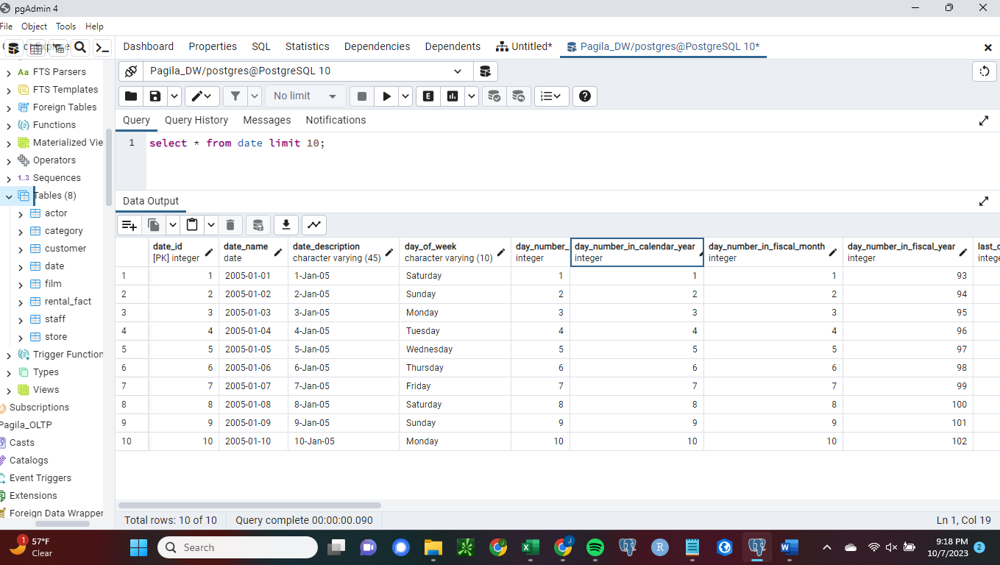 pgAdmin 4
File Object Tools Help
Dashboard Properties SQL Statistics Dependencies Dependents Untitled* Pagila_DW/postgres@PostgreSQL 10*
Pagila_DW/postgres@PostgreSQL 10
No limit
E
Query Query History Messages Notifications
1 select * from date limit 10;
Aa FTS Parsers
FTS Templates
Foreign Tables
Functions
Materialized Vie
Operators
1..3 Sequences
Tables (8)
actor
category
customer
date
film
rental_fact
staff
store
Trigger Function
Types
Views
Subscriptions
Pagila_OLTP
Casts
Catalogs
Event Triggers
Extensions
Foreign Data Wrapper
Data Output
date_id date_name date_description day_of_week day_number_ day_number_in_calendar_year day_number_in_fiscal_month day_number_in_fiscal_year
[PK] integer date character varying (45) character varying (10) integer integer integer integer
1 1 2005-01-01 1-Jan-05 Saturday 1 1 1 93
2 2 2005-01-02 2-Jan-05 Sunday 2 2 2 94
3 3 2005-01-03 3-Jan-05 Monday 3 3 3 95
4 4 2005-01-04 4-Jan-05 Tuesday 4 4 4 96
5 5 2005-01-05 5-Jan-05 Wednesday 5 5 5 97
6 6 2005-01-06 6-Jan-05 Thursday 6 6 6 98
7 7 2005-01-07 7-Jan-05 Friday 7 7 7 99
8 8 2005-01-08 8-Jan-05 Saturday 8 8 8 100
9 9 2005-01-09 9-Jan-05 Sunday 9 9 9 101
10 10 2005-01-10 10-Jan-05 Monday 10 10 10 102
Total rows: 10 of 10 Query complete 00:00:00.090 Ln 1, Col 19
1 57°F
Clear
Search
9:18 PM
10/7/2023
2